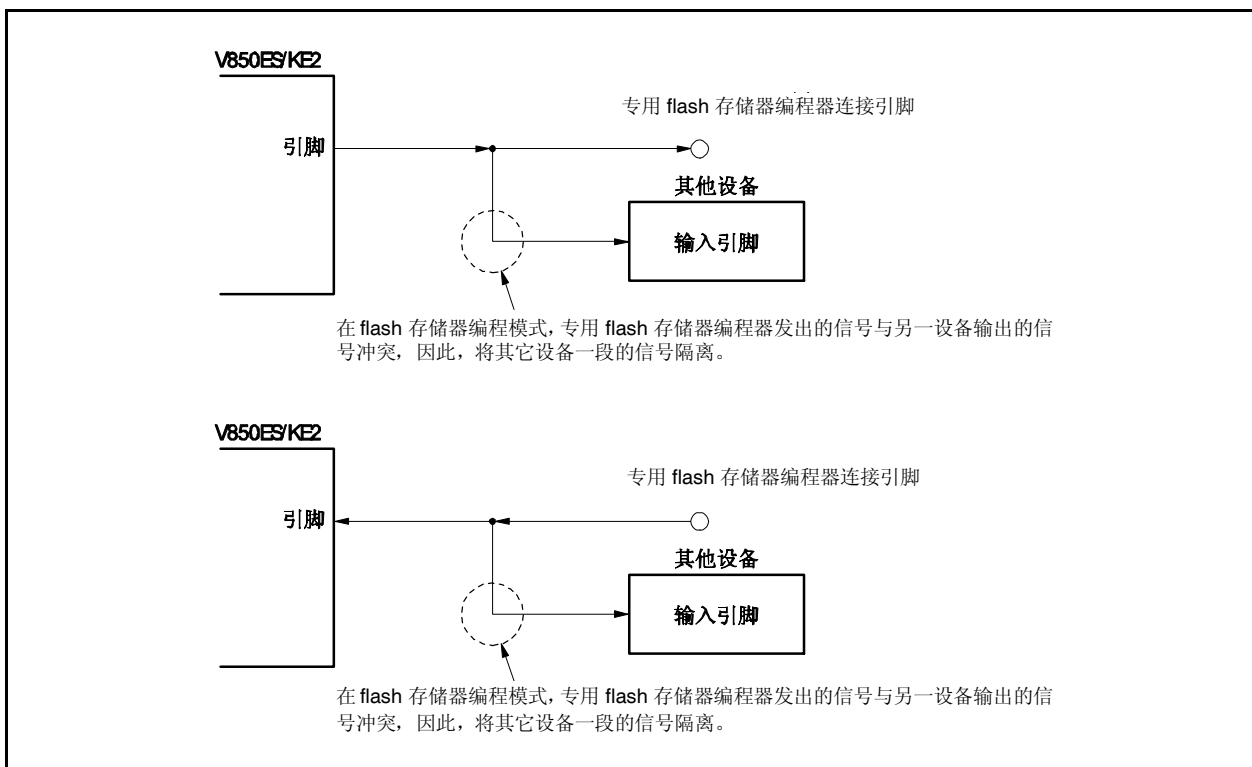 V850ES/KE2
专用 flash 存储器编程器连接引脚
引脚
其他设备
输入引脚
在 flash 存储器编程模式，专用 flash 存储器编程器发出的信号与另一设备输出的信
号冲突，因此，将其它设备一段的信号隔离。
V850ES/KE2
专用 flash 存储器编程器连接引脚
引脚
其他设备
输入引脚
在 flash 存储器编程模式，专用 flash 存储器编程器发出的信号与另一设备输出的信
号冲突，因此，将其它设备一段的信号隔离。